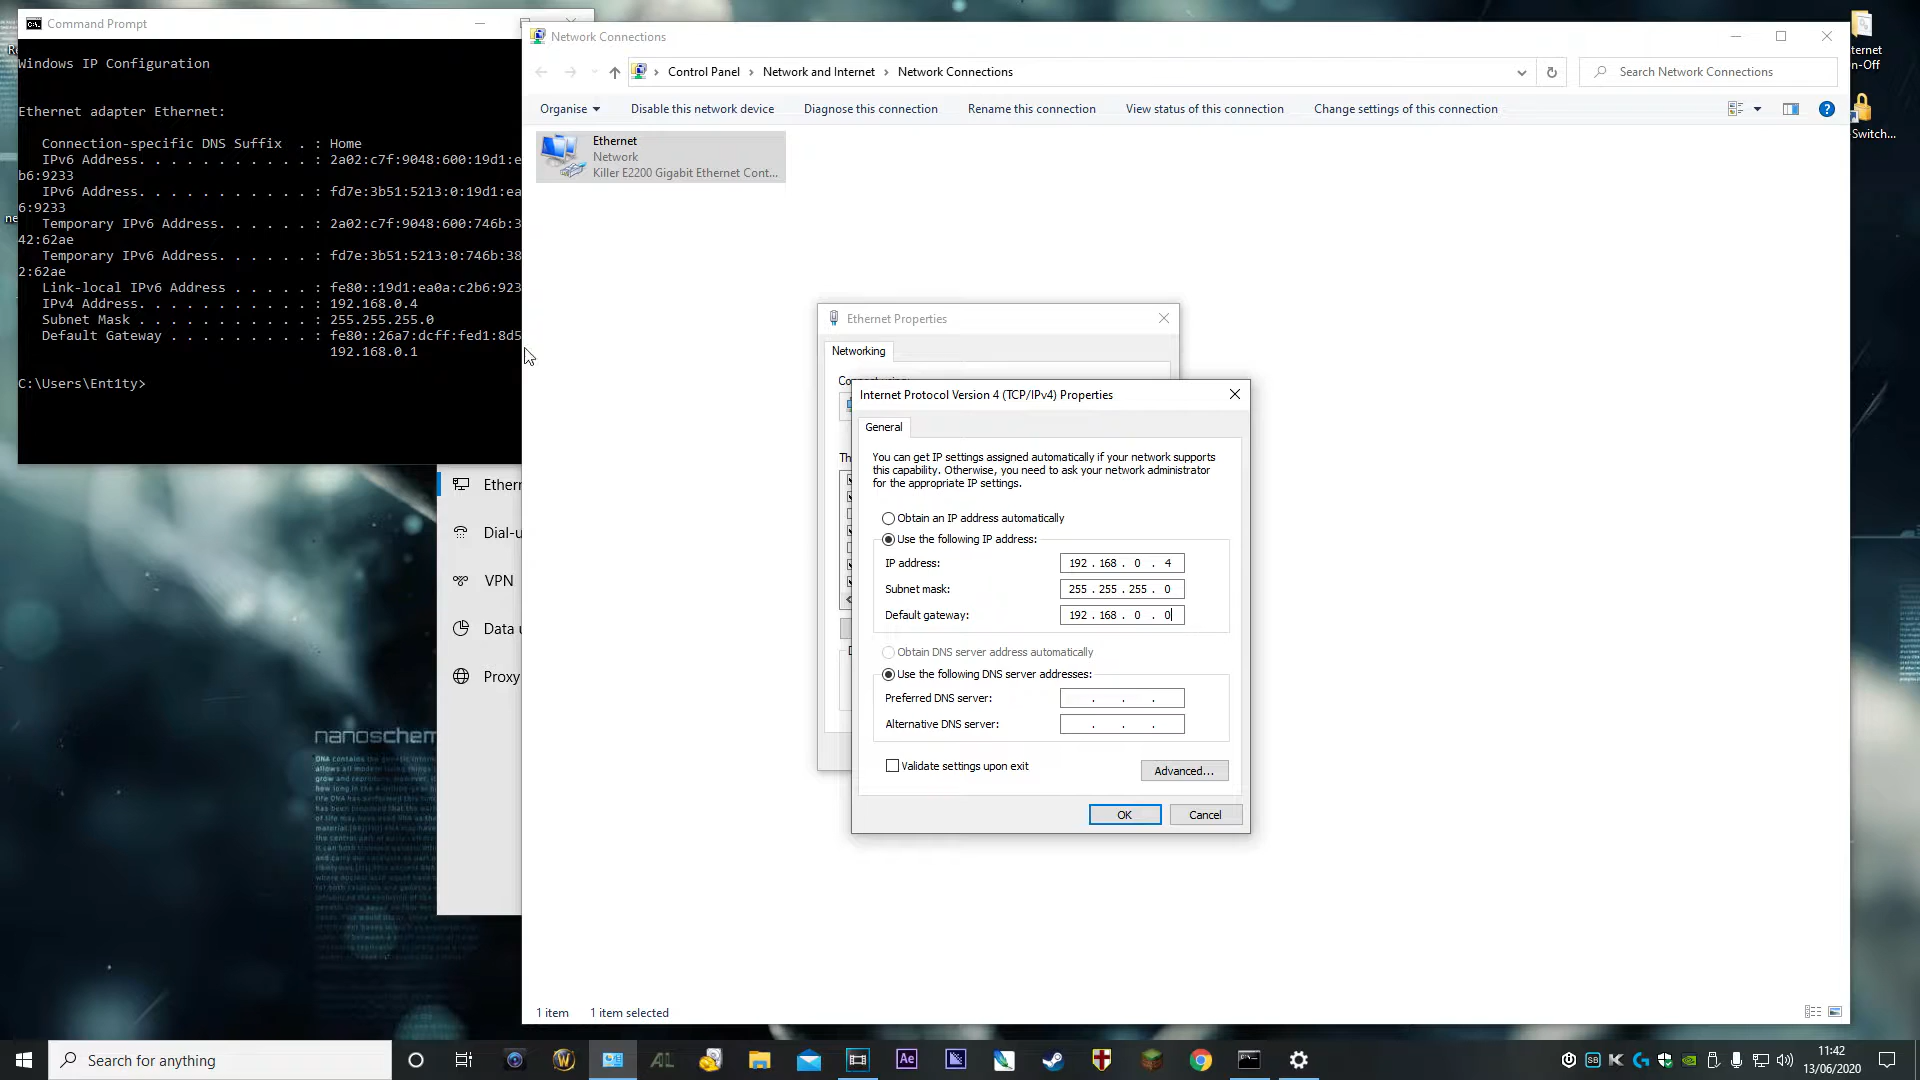 Command Prompt
Windows IP Configuration
Ethernet adapter Ethernet:
Connection-specific DNS Suffix  . : Home
IPv6 Address. . . . . . . . . . . : 2a02:c7f:9048:600:19d1:e
b6:9233
IPv6 Address. . . . . . . . . . . : fd7e:3b51:5213:0:19d1:ea
6:9233
Temporary IPv6 Address. . . . . . : 2a02:c7f:9048:600:746b:3
42:62ae
Temporary IPv6 Address. . . . . . : fd7e:3b51:5213:0:746b:38
2:62ae
Link-local IPv6 Address . . . . . : fe80::19d1:ea0a:c2b6:923
IPv4 Address. . . . . . . . . . . : 192.168.0.4
Subnet Mask . . . . . . . . . . . : 255.255.255.0
Default Gateway . . . . . . . . . : fe80::26a7:dcff:fed1:8d5
192.168.0.1
C:\Users\Ent1ty>
Network Connections
Control Panel > Network and Internet > Network Connections
Search Network Connections
Organise
Disable this network device
Diagnose this connection
Rename this connection
View status of this connection
Change settings of this connection
Ethernet
Network
Killer E2200 Gigabit Ethernet Cont...
Ethernet Properties
Networking
Internet Protocol Version 4 (TCP/IPv4) Properties
General
You can get IP settings assigned automatically if your network supports
this capability. Otherwise, you need to ask your network administrator
for the appropriate IP settings.
Obtain an IP address automatically
Use the following IP address:
IP address: 192 . 168 . 0 . 4
Subnet mask: 255 . 255 . 255 . 0
Default gateway: 192 . 168 . 0 . 0
Obtain DNS server address automatically
Use the following DNS server addresses:
Preferred DNS server: . . .
Alternative DNS server: . . .
Validate settings upon exit
Advanced...
OK
Cancel
Ethern
Dial-u
VPN
Data u
Proxy
nanoschem
1 item
1 item selected
ternet
n-Off
Switch...
Search for anything
11:42
13/06/2020